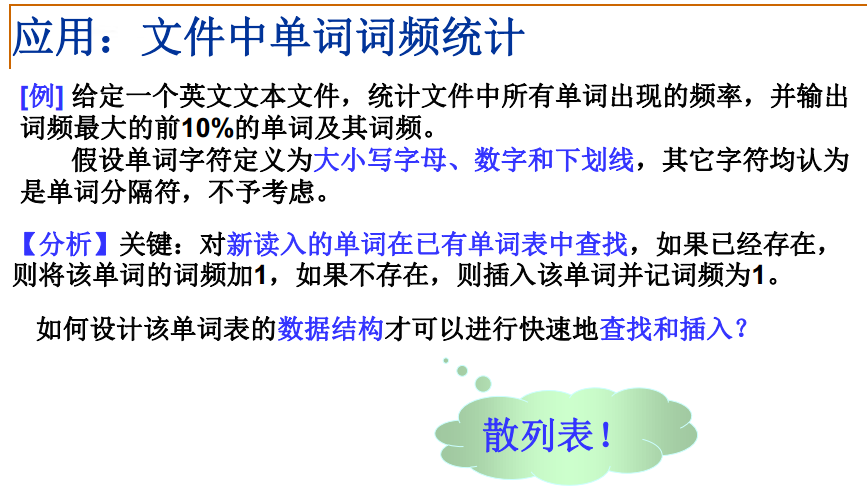 应用：文件中单词词频统计
[例] 给定一个英文文本文件，统计文件中所有单词出现的频率，并输出
词频最大的前10%的单词及其词频。
假设单词字符定义为大小写字母、数字和下划线，其它字符均认为
是单词分隔符，不予考虑。
【分析】关键：对新读入的单词在已有单词表中查找，如果已经存在，
则将该单词的词频加1，如果不存在，则插入该单词并记词频为1。
如何设计该单词表的数据结构才可以进行快速地查找和插入？
散列表！